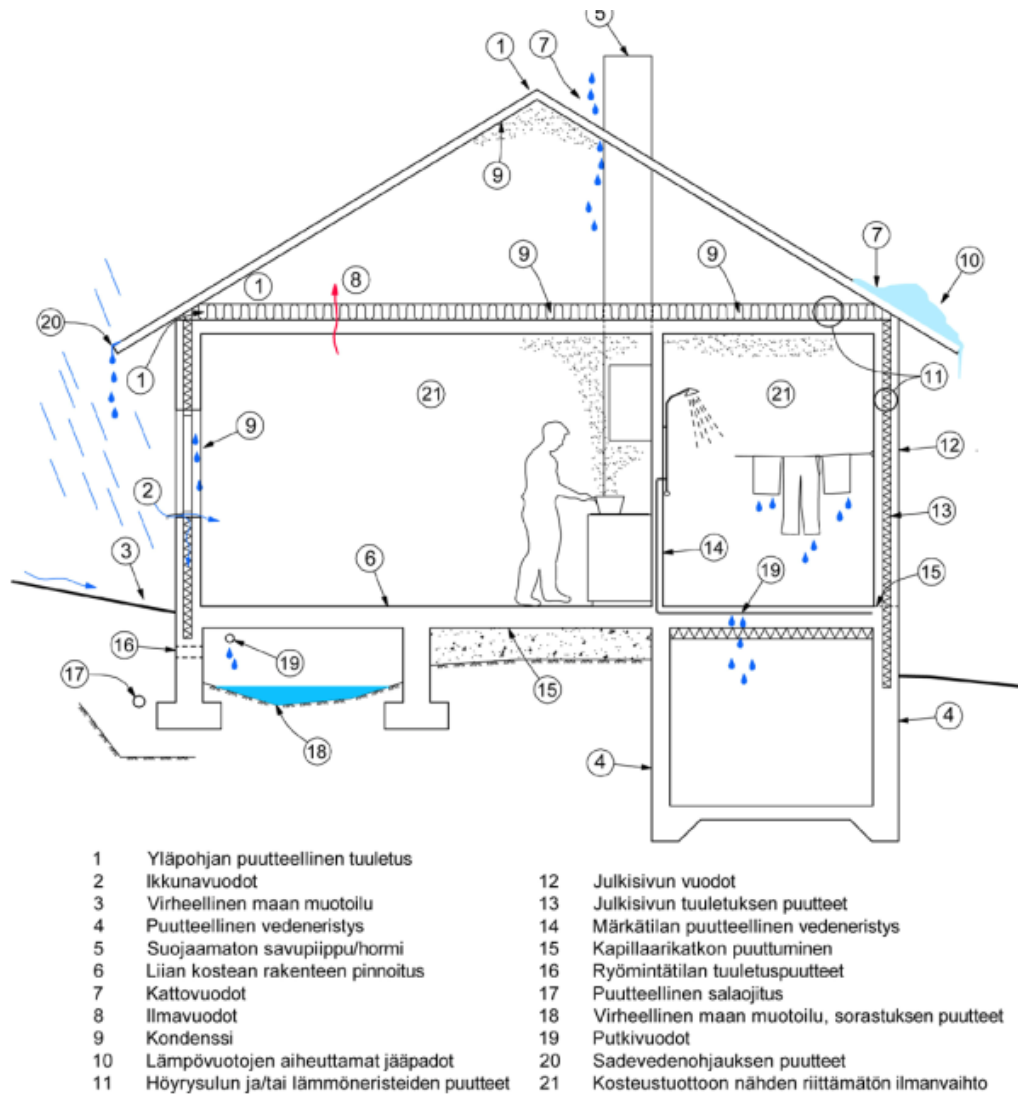 5
1
7
9
7
10
9
9
1
8
20
1
11
21
21
9
12
2
13
3
14
6
19
15
16
19
17
15
18
4
4
1 Yläpohjan puutteellinen tuuletus
2 Ikkunavuodot
3 Virheellinen maan muotoilu
4 Puutteellinen vedeneristys
5 Suojaamaton savupiippu/hormi
6 Liian kostean rakenteen pinnoitus
7 Kattovuodot
8 Ilmavuodot
9 Kondenssi
10 Lämpövuotojen aiheuttamat jääpadot
11 Höyrysulun ja/tai lämmöneristeiden puutteet
12 Julkisivun vuodot
13 Julkisivun tuuletuksen puutteet
14 Märkätilan puutteellinen vedeneristys
15 Kapillaarikatkon puuttuminen
16 Ryömintätilan tuuletuspuutteet
17 Puutteellinen salaojitus
18 Virheellinen maan muotoilu, sorastuksen puutteet
19 Putkivuodot
20 Sadevedenohjauksen puutteet
21 Kosteustuottoon nähden riittämätön ilmanvaihto